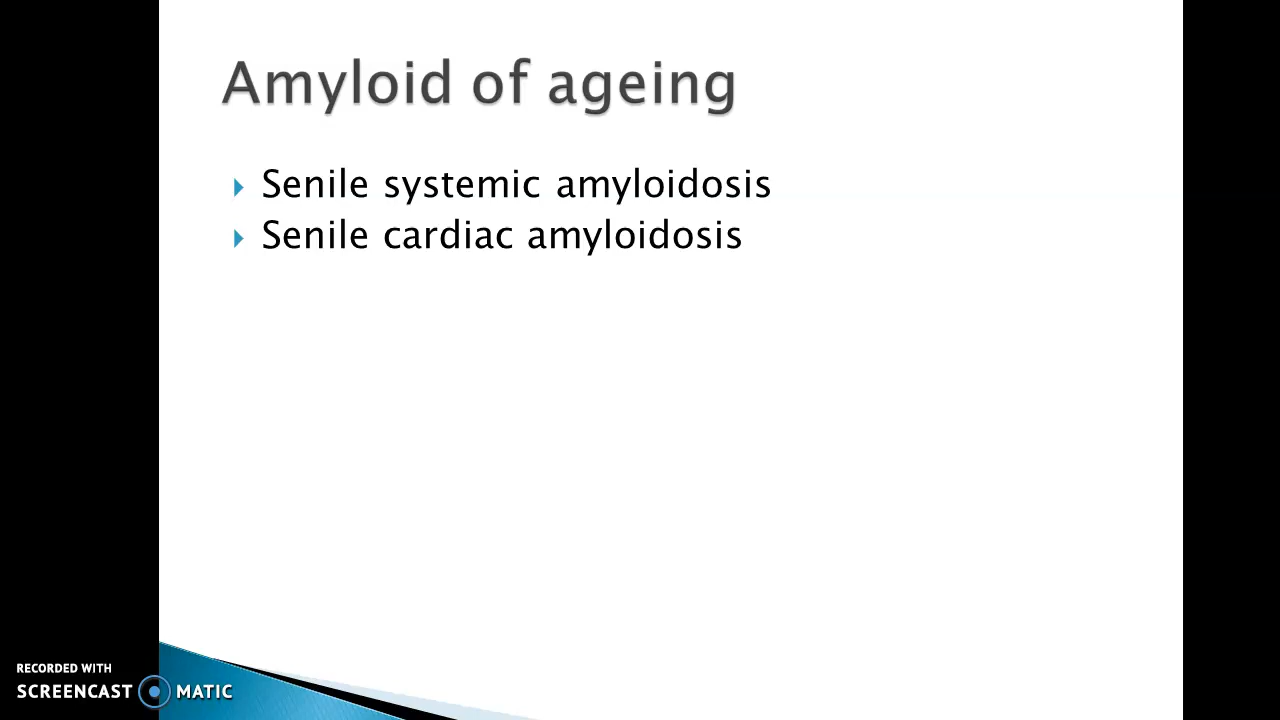 Amyloid of ageing
Senile systemic amyloidosis
Senile cardiac amyloidosis
RECORDED WITH
SCREENCAST MATIC